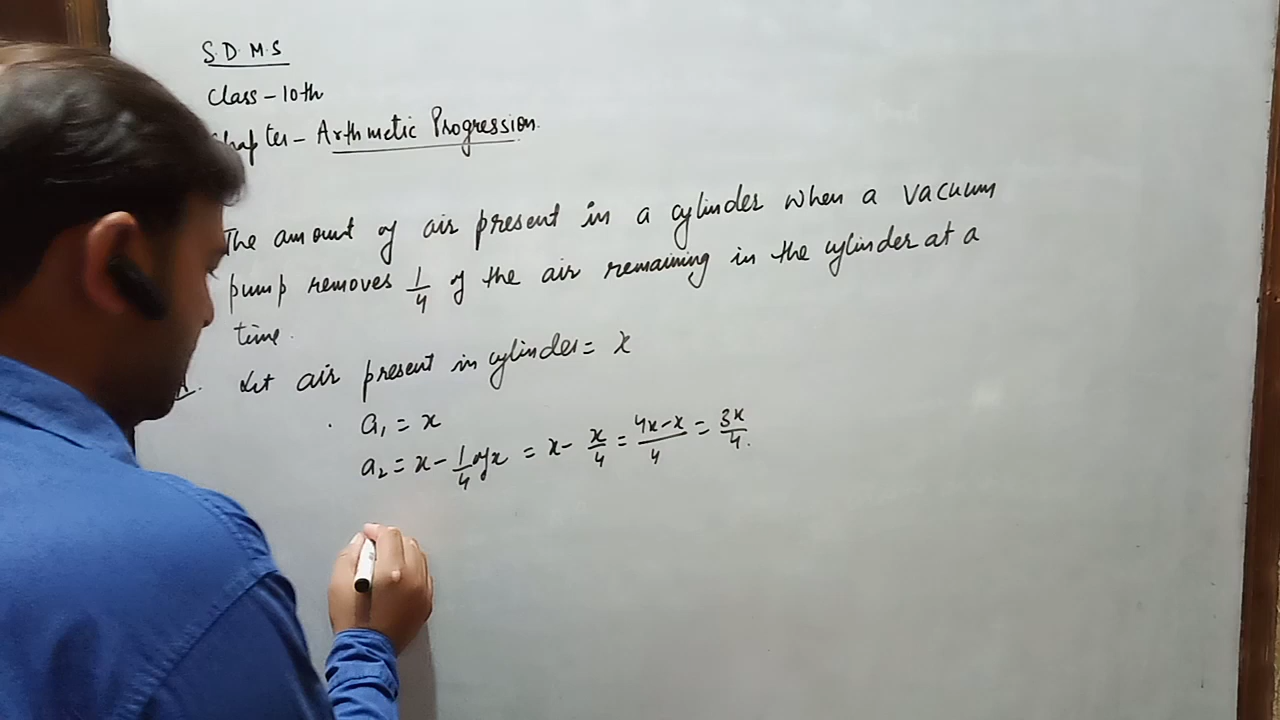 S.D.M.S
Class - 10th
Chapter - Arthmetic Progression.
The amount of air present in a cylinder when a vacuum
pump removes 1/4 of the air remaining in the cylinder at a
time.
Let air present in cylinder = x
a₁ = x
a₂ = x - 1/4 of x = x - x/4 = 4x-x/4 = 3x/4.